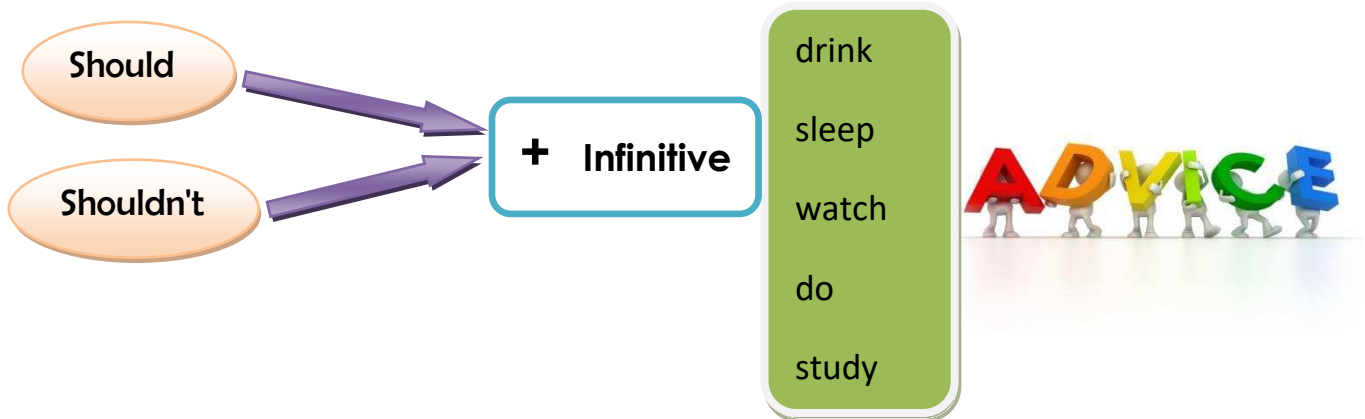 Should
Shouldn't
+ Infinitive
drink
sleep
watch
do
study
ADVICE